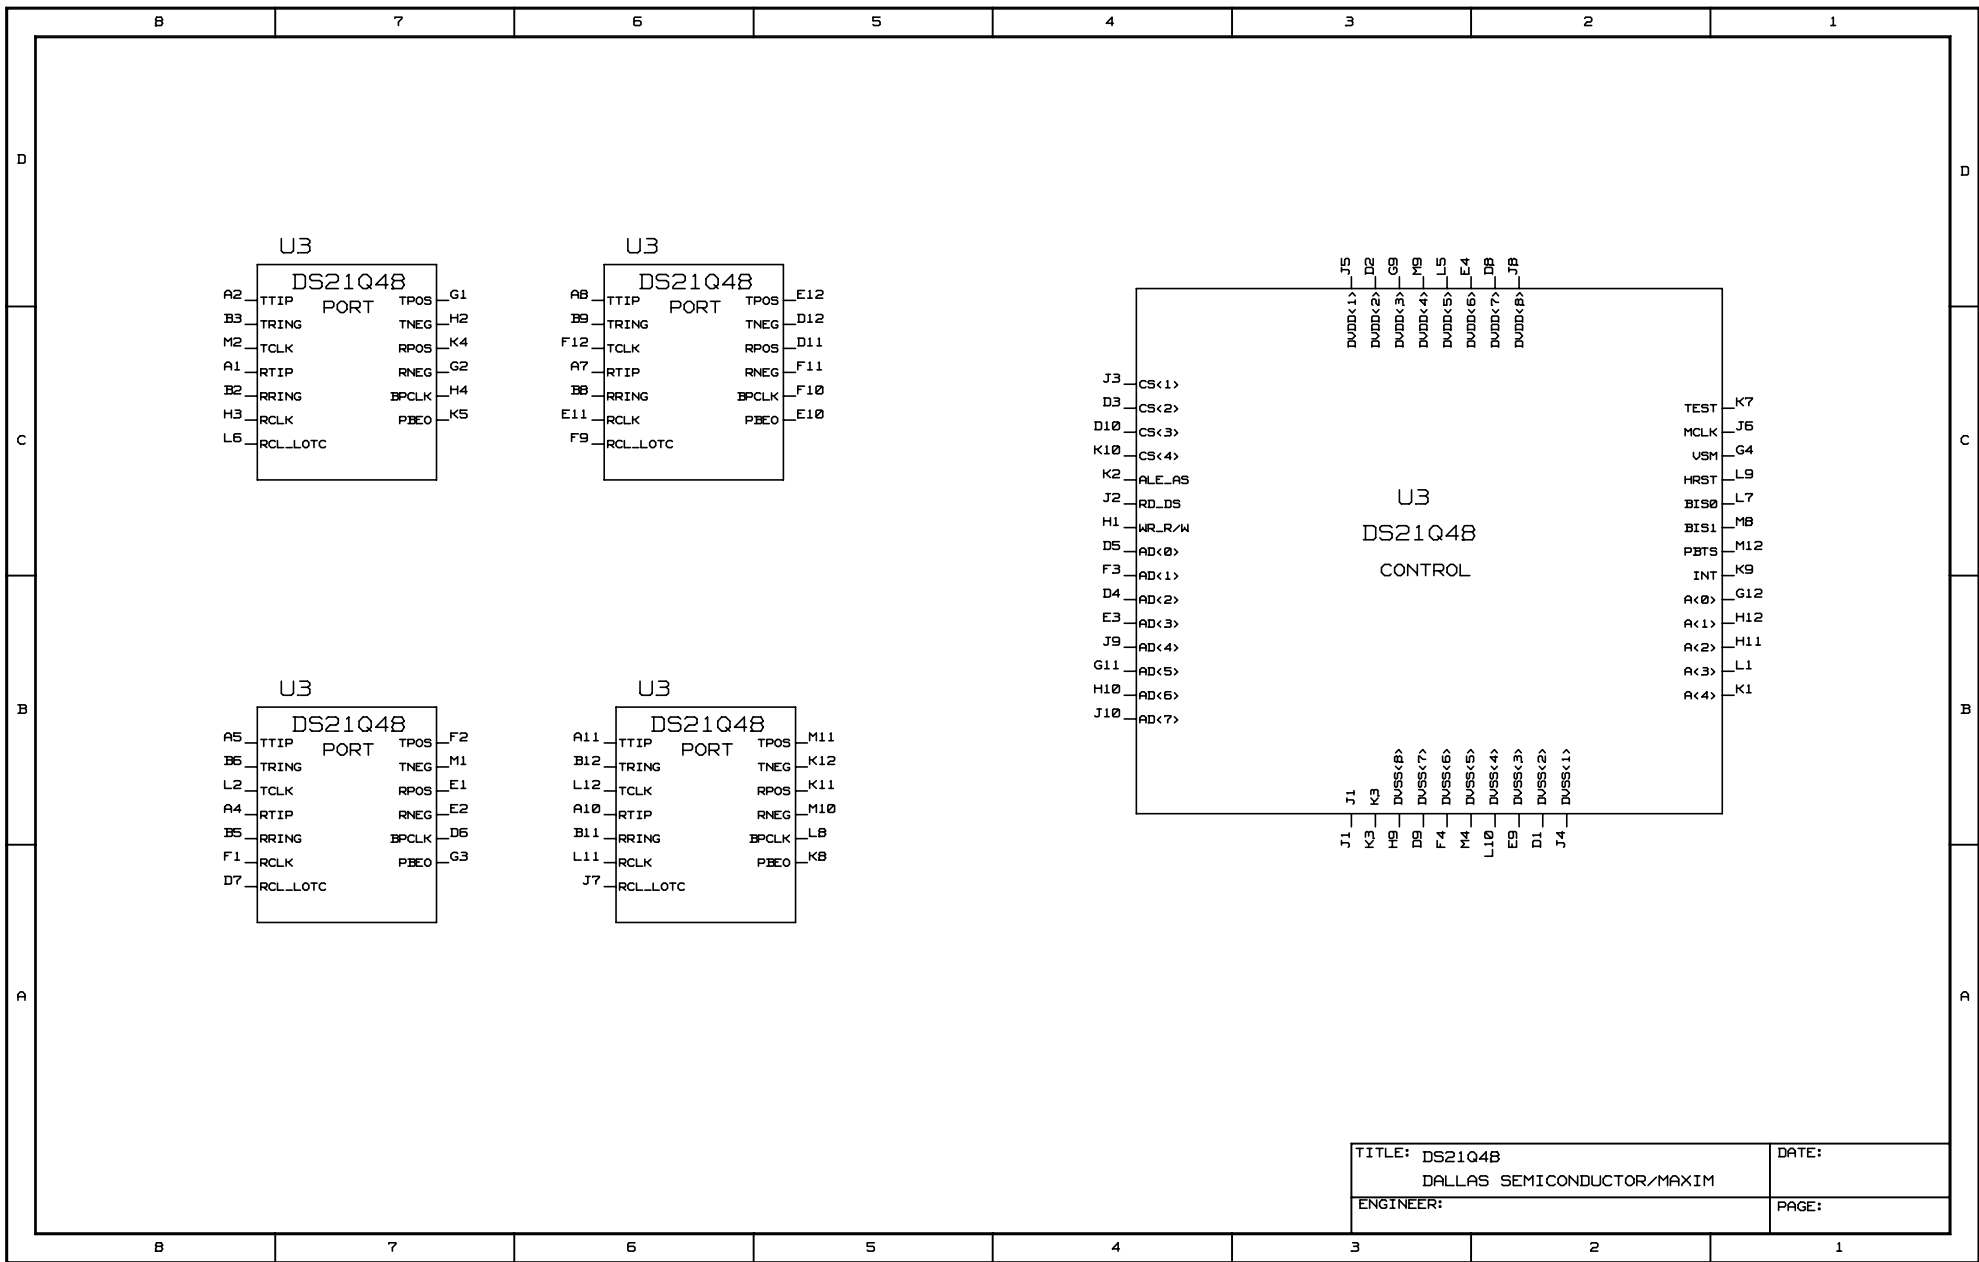 8 7 6 5 4 3 2 1
D D
U3
DS21Q48
PORT
A2 TTIP TPOS G1
B3 TRING TNEG H2
M2 TCLK RPOS K4
A1 RTIP RNEG G2
B2 RRING BPCLK H4
H3 RCLK PBEO K5
L6 RCL_LOTC
U3
DS21Q48
PORT
A8 TTIP TPOS E12
B9 TRING TNEG D12
F12 TCLK RPOS D11
A7 RTIP RNEG F11
B8 RRING BPCLK F10
E11 RCLK PBEO E10
F9 RCL_LOTC
J5 D2 G9 M9 L5 E4 D8 J8
DVDD<1> DVDD<2> DVDD<3> DVDD<4> DVDD<5> DVDD<6> DVDD<7> DVDD<8>
J3 CS<1>
D3 CS<2>
D10 CS<3>
K10 CS<4>
K2 ALE_AS
J2 RD_DS
H1 WR_R/W
D5 AD<0>
F3 AD<1>
D4 AD<2>
E3 AD<3>
J9 AD<4>
G11 AD<5>
H10 AD<6>
J10 AD<7>
U3
DS21Q48
CONTROL
TEST K7
MCLK J6
VSM G4
HRST L9
BIS0 L7
BIS1 M8
PBTS M12
INT K9
A<0> G12
A<1> H12
A<2> H11
A<3> L1
A<4> K1
J1 K3 DVSS<8> DVSS<7> DVSS<6> DVSS<5> DVSS<4> DVSS<3> DVSS<2> DVSS<1>
J1 K3 H9 D9 F4 M4 L10 E9 D1 J4
C C
U3
DS21Q48
PORT
A5 TTIP TPOS F2
B6 TRING TNEG M1
L2 TCLK RPOS E1
A4 RTIP RNEG E2
B5 RRING BPCLK D6
F1 RCLK PBEO G3
D7 RCL_LOTC
U3
DS21Q48
PORT
A11 TTIP TPOS M11
B12 TRING TNEG K12
L12 TCLK RPOS K11
A10 RTIP RNEG M10
B11 RRING BPCLK L8
L11 RCLK PBEO K8
J7 RCL_LOTC
B B
A A
TITLE: DS21Q48
DALLAS SEMICONDUCTOR/MAXIM
DATE:
ENGINEER:
PAGE:
8 7 6 5 4 3 2 1